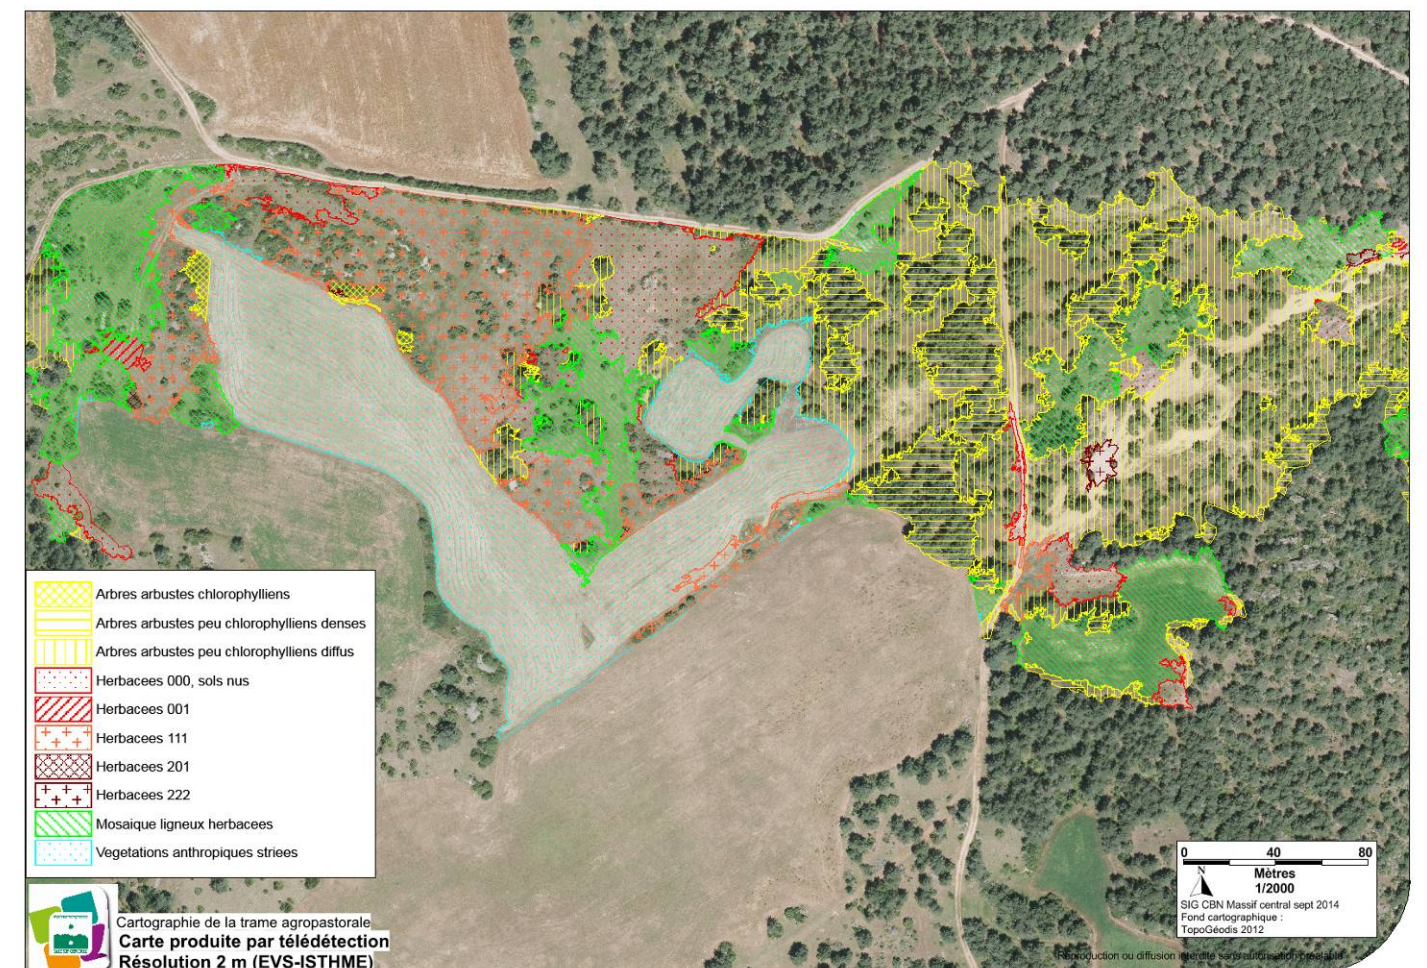 Arbres arbustes chlorophylliens
Arbres arbustes peu chlorophylliens denses
Arbres arbustes peu chlorophylliens diffus
Herbacees 000, sols nus
Herbacees 001
Herbacees 111
Herbacees 201
Herbacees 222
Mosaique ligneux herbacees
Vegetations anthropiques striees
Cartographie de la trame agropastorale
Carte produite par télédétection
Résolution 2 m (EVS-ISTHME)
0 40 80
Mètres
1/2000
N
SIG CBN Massif central sept 2014
Fond cartographique :
TopoGéodis 2012
Reproduction ou diffusion interdite sans autorisation préalable